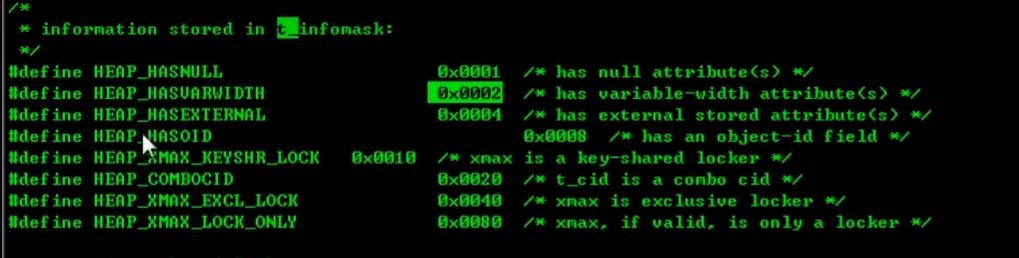 /*
 * information stored in t_infomask:
 */
#define HEAP_HASNULL 0x0001 /* has null attribute(s) */
#define HEAP_HASVARWIDTH 0x0002 /* has variable-width attribute(s) */
#define HEAP_HASEXTERNAL 0x0004 /* has external stored attribute(s) */
#define HEAP_HASOID 0x0008 /* has an object-id field */
#define HEAP_XMAX_KEYSHR_LOCK 0x0010 /* xmax is a key-shared locker */
#define HEAP_COMBOCID 0x0020 /* t_cid is a combo cid */
#define HEAP_XMAX_EXCL_LOCK 0x0040 /* xmax is exclusive locker */
#define HEAP_XMAX_LOCK_ONLY 0x0080 /* xmax, if valid, is only a locker */